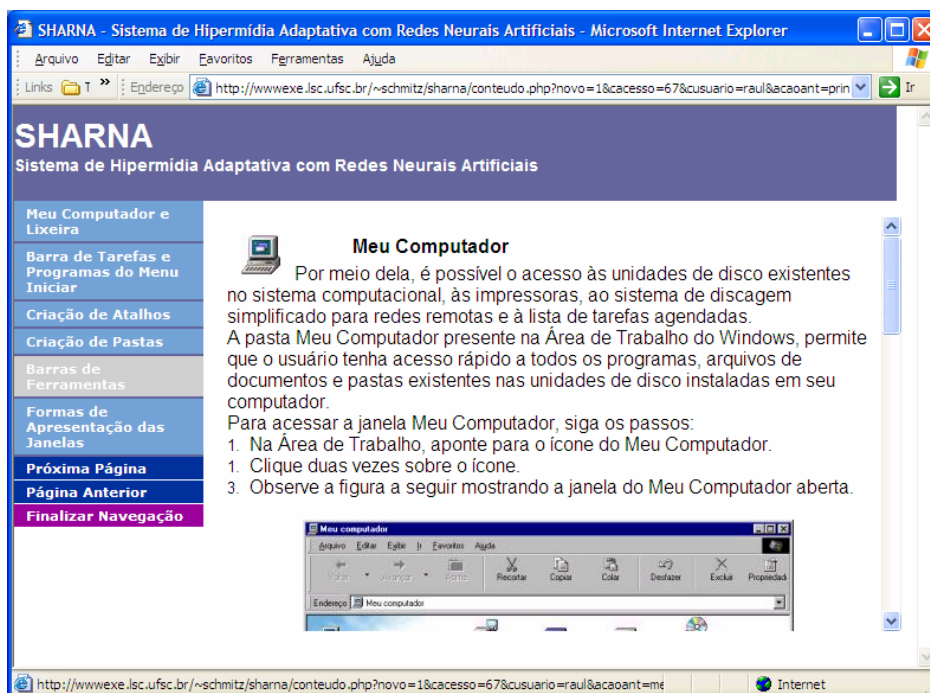 SHARNA - Sistema de Hipermídia Adaptativa com Redes Neurais Artificiais - Microsoft Internet Explorer
Arquivo Editar Exibir Favoritos Ferramentas Ajuda
Links T » Endereço http://wwwexe.lsc.ufsc.br/~schmitz/sharna/conteudo.php?novo=1&cacesso=67&cusuario=raul&acaoant=prin Ir
SHARNA
Sistema de Hipermídia Adaptativa com Redes Neurais Artificiais
Meu Computador e
Lixeira
Barra de Tarefas e
Programas do Menu
Iniciar
Criação de Atalhos
Criação de Pastas
Barras de
Ferramentas
Formas de
Apresentação das
Janelas
Próxima Página
Página Anterior
Finalizar Navegação
Meu Computador
Por meio dela, é possível o acesso às unidades de disco existentes
no sistema computacional, às impressoras, ao sistema de discagem
simplificado para redes remotas e à lista de tarefas agendadas.
A pasta Meu Computador presente na Área de Trabalho do Windows, permite
que o usuário tenha acesso rápido a todos os programas, arquivos de
documentos e pastas existentes nas unidades de disco instaladas em seu
computador.
Para acessar a janela Meu Computador, siga os passos:
1. Na Área de Trabalho, aponte para o ícone do Meu Computador.
1. Clique duas vezes sobre o ícone.
3. Observe a figura a seguir mostrando a janela do Meu Computador aberta.
Meu computador
Arquivo Editar Exibir Ir Favoritos Ajuda
Voltar Avançar Acima Recortar Copiar Colar Desfazer Excluir Propriedad
Endereço Meu computador
http://wwwexe.lsc.ufsc.br/~schmitz/sharna/conteudo.php?novo=1&cacesso=67&cusuario=raul&acaoant=me Internet